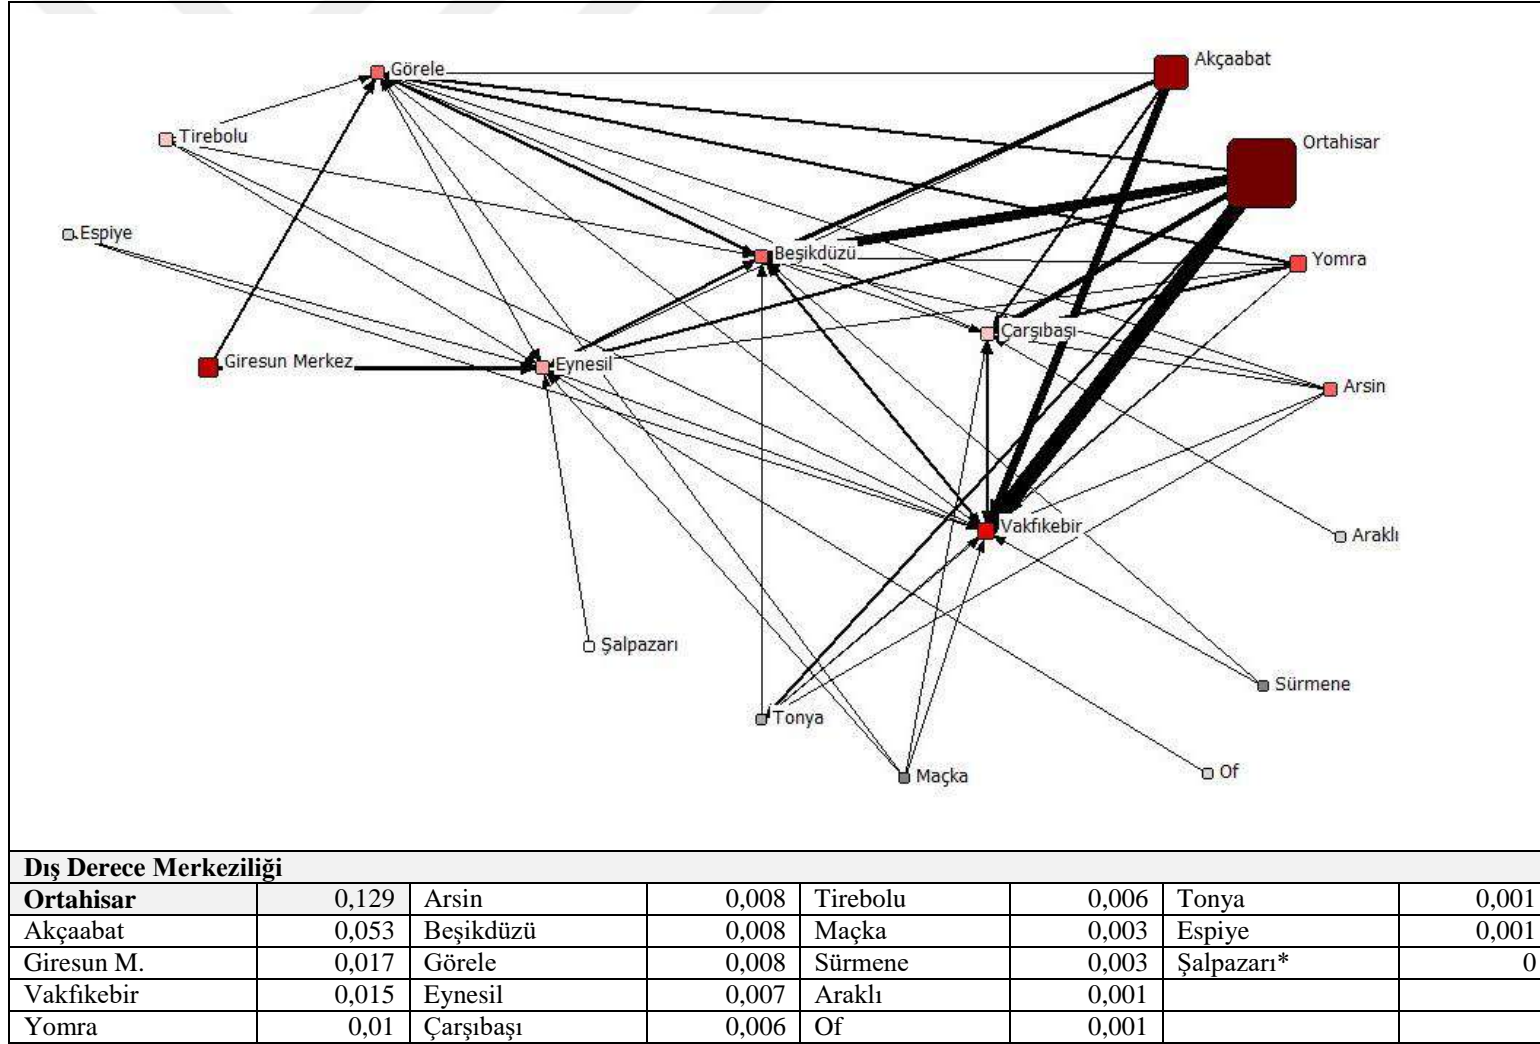 Görele
Akçaabat
Tirebolu
Ortahisar
Espiye
Beşikdüzü
Yomra
Çarşıbaşı
Giresun Merkez
Eynesil
Arsin
Vakfıkebir
Araklı
Şalpazarı
Sürmene
Tonya
Maçka
Of
Dış Derece Merkeziliği
Ortahisar 0,129 Arsin 0,008 Tirebolu 0,006 Tonya 0,001
Akçaabat 0,053 Beşikdüzü 0,008 Maçka 0,003 Espiye 0,001
Giresun M. 0,017 Görele 0,008 Sürmene 0,003 Şalpazarı* 0
Vakfıkebir 0,015 Eynesil 0,007 Araklı 0,001
Yomra 0,01 Çarşıbaşı 0,006 Of 0,001